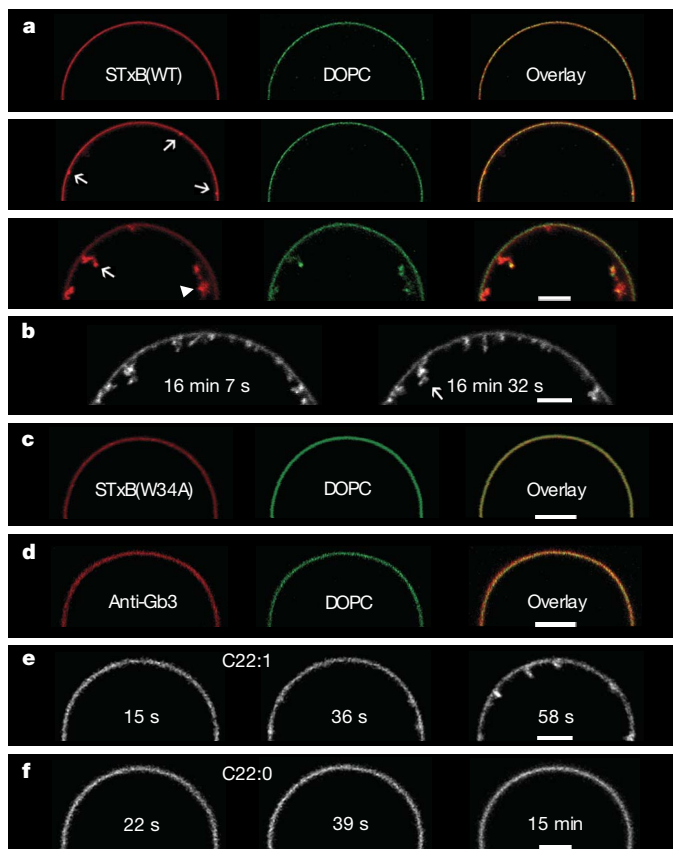 a
STxB(WT) DOPC Overlay
b
16 min 7 s 16 min 32 s
c
STxB(W34A) DOPC Overlay
d
Anti-Gb3 DOPC Overlay
e C22:1
15 s 36 s 58 s
f C22:0
22 s 39 s 15 min